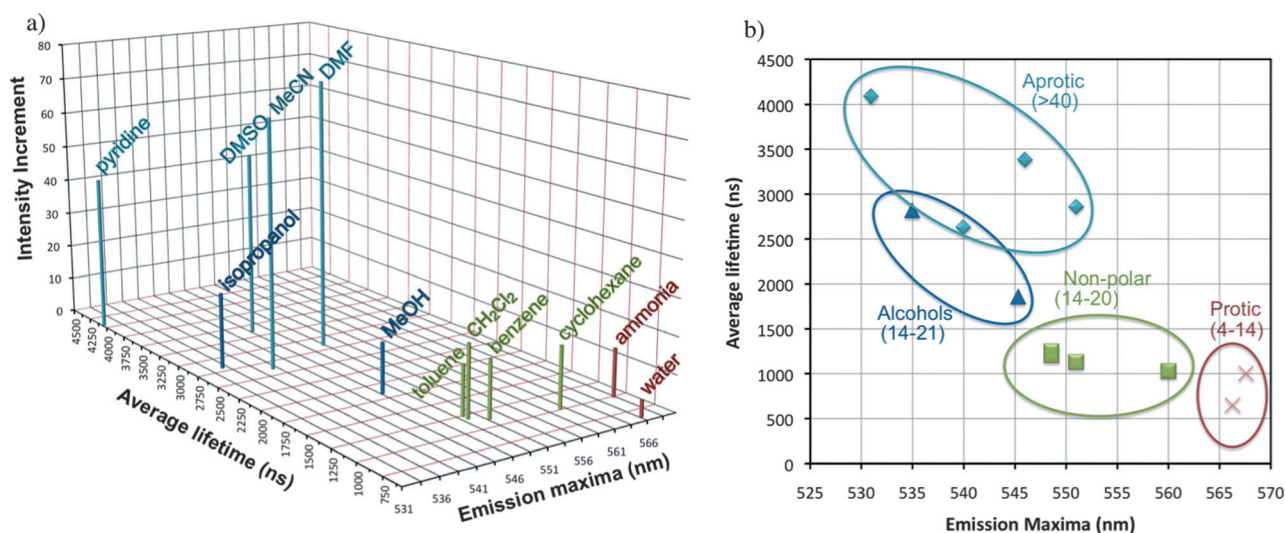 a)
80
70
60
50
40
30
20
10
0
Intensity Increment
pyridine
DMSO
MeCN
DMF
isopropanol
MeOH
toluene
CH2Cl2
benzene
cyclohexane
ammonia
water
4500
4250
4000
3750
3500
3250
3000
2750
2500
2250
2000
1750
1500
1250
1000
750
Average lifetime (ns)
531
536
541
546
551
556
561
566
Emission maxima (nm)
b)
4500
4000
3500
3000
2500
2000
1500
1000
500
0
Average lifetime (ns)
Aprotic
(>40)
Non-polar
(14-20)
Alcohols
(14-21)
Protic
(4-14)
525 530 535 540 545 550 555 560 565 570
Emission Maxima (nm)